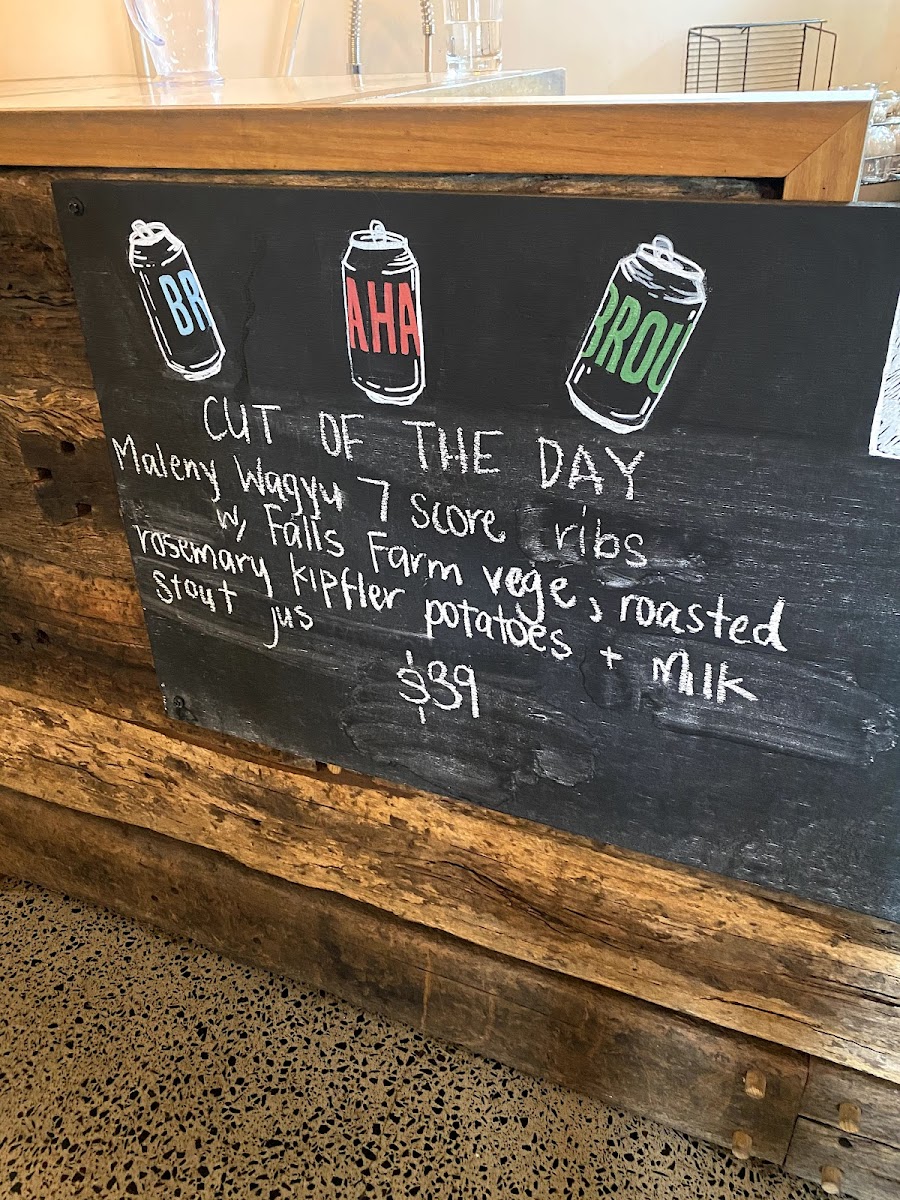 BR
AHA
BROU
CUT OF THE DAY
Maleny Wagyu 7 score ribs
w/ Falls Farm vege, roasted
rosemary kipfler potatoes + Milk
Stout jus
$39